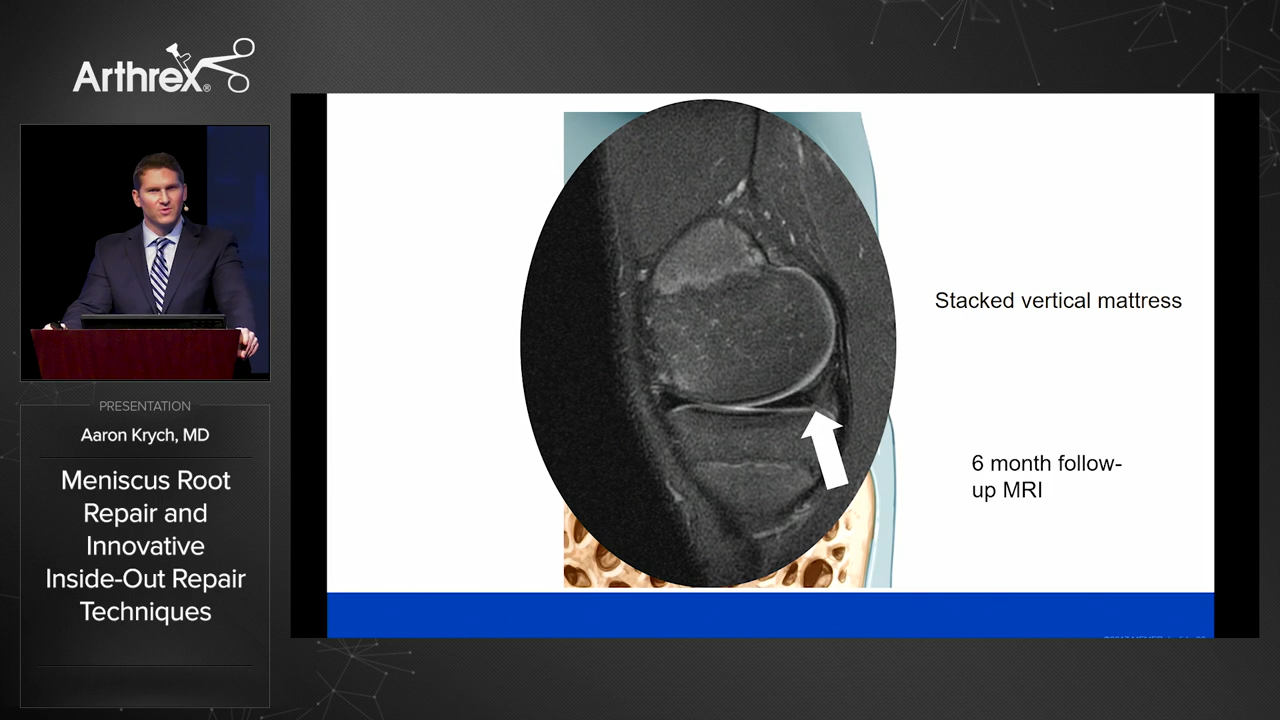 Arthrex®
PRESENTATION
Aaron Krych, MD
Meniscus Root
Repair and
Innovative
Inside-Out Repair
Techniques
Stacked vertical mattress
6 month follow-
up MRI